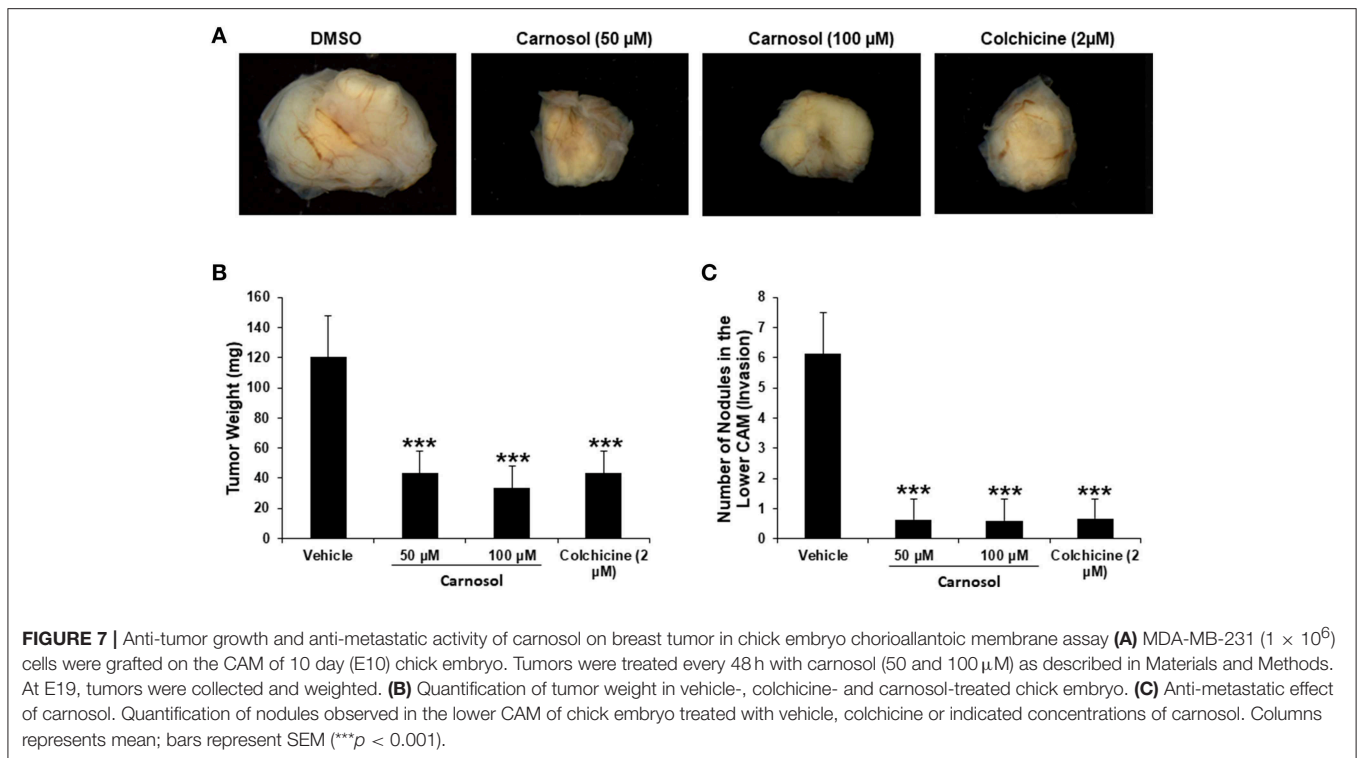 A
DMSO Carnosol (50 µM) Carnosol (100 µM) Colchicine (2µM)
B
Tumor Weight (mg)
160
140
120
100
80
60
40
20
0
*** *** ***
Vehicle 50 µM 100 µM Colchicine (2
µM)
Carnosol
C
Number of Nodules in the
Lower CAM (Invasion)
8
7
6
5
4
3
2
1
0
*** *** ***
Vehicle 50 µM 100 µM Colchicine (2
µM)
Carnosol
FIGURE 7 | Anti-tumor growth and anti-metastatic activity of carnosol on breast tumor in chick embryo chorioallantoic membrane assay (A) MDA-MB-231 (1 × 10⁶)
cells were grafted on the CAM of 10 day (E10) chick embryo. Tumors were treated every 48 h with carnosol (50 and 100 µM) as described in Materials and Methods.
At E19, tumors were collected and weighted. (B) Quantification of tumor weight in vehicle-, colchicine- and carnosol-treated chick embryo. (C) Anti-metastatic effect
of carnosol. Quantification of nodules observed in the lower CAM of chick embryo treated with vehicle, colchicine or indicated concentrations of carnosol. Columns
represents mean; bars represent SEM (***p < 0.001).